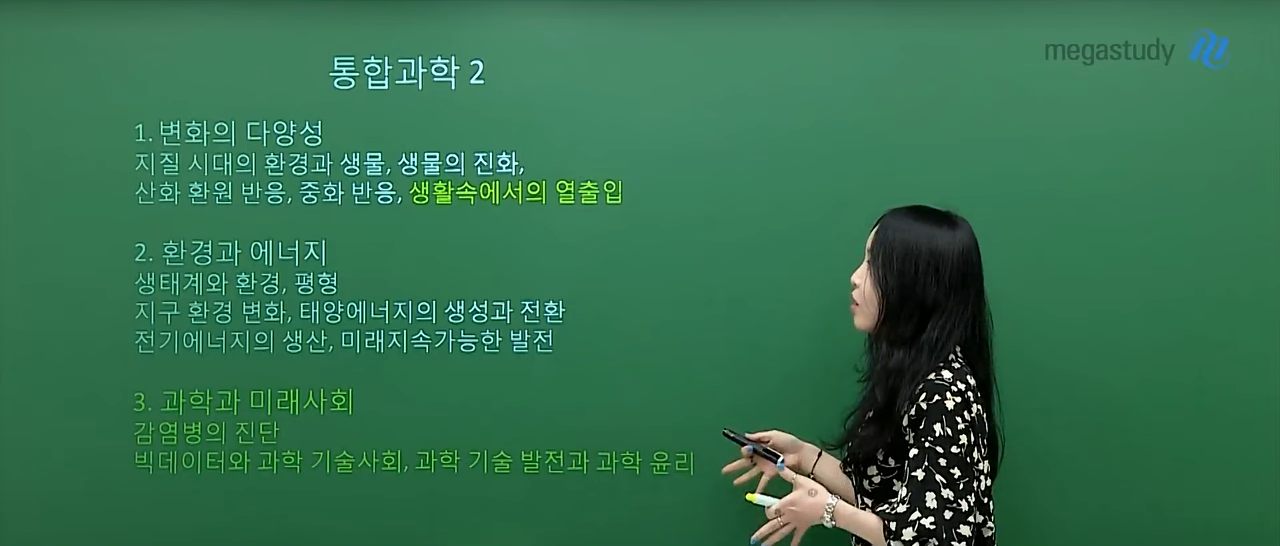 megastudy
통합과학 2
1. 변화의 다양성
지질 시대의 환경과 생물, 생물의 진화,
산화 환원 반응, 중화 반응, 생활속에서의 열출입
2. 환경과 에너지
생태계와 환경, 평형
지구 환경 변화, 태양에너지의 생성과 전환
전기에너지의 생산, 미래지속가능한 발전
3. 과학과 미래사회
감염병의 진단
빅데이터와 과학 기술사회, 과학 기술 발전과 과학 윤리